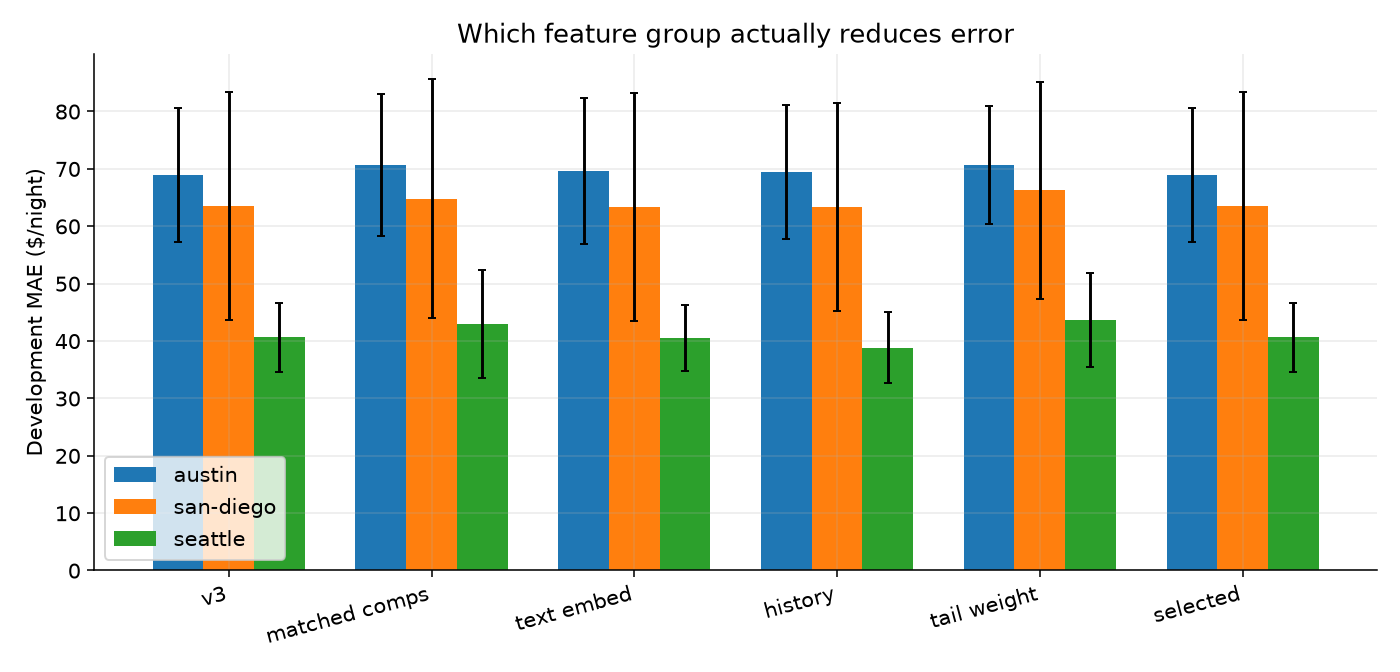 Which feature group actually reduces error
Development MAE ($/night)
80
70
60
50
40
30
20
10
0
austin
san-diego
seattle
v3
matched comps
text embed
history
tail weight
selected